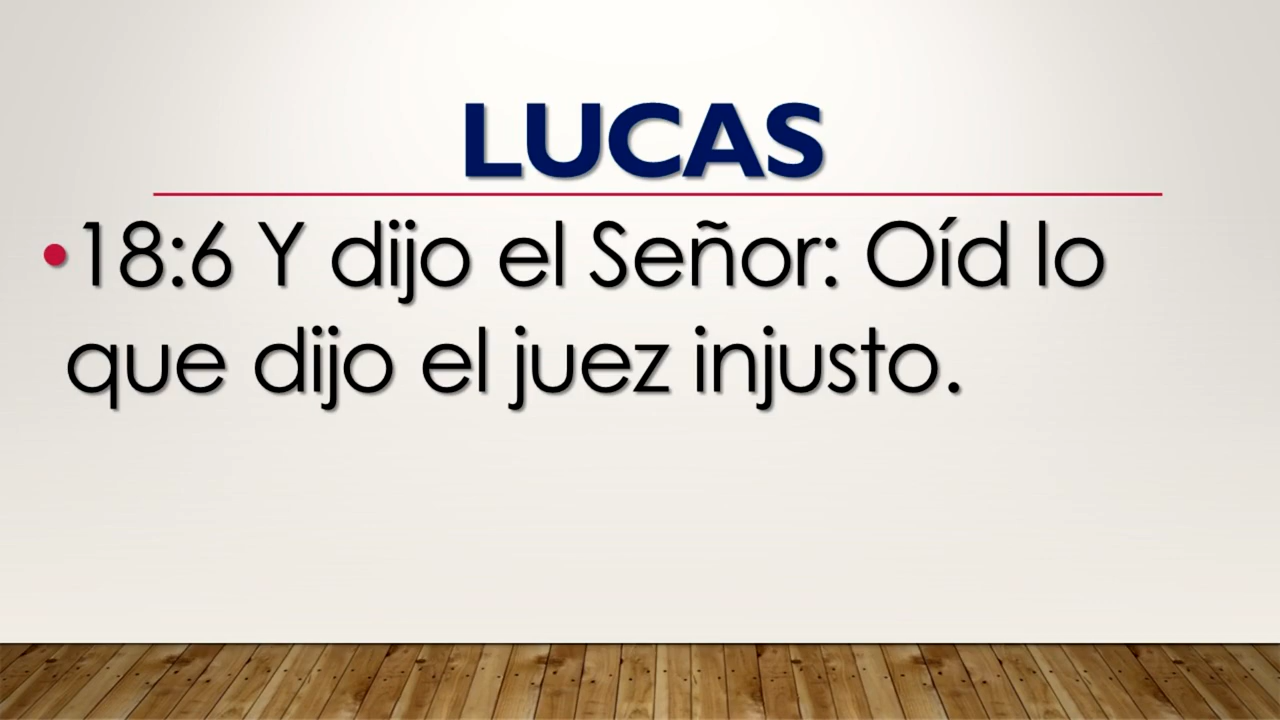 LUCAS
•18:6 Y dijo el Señor: Oíd lo
que dijo el juez injusto.